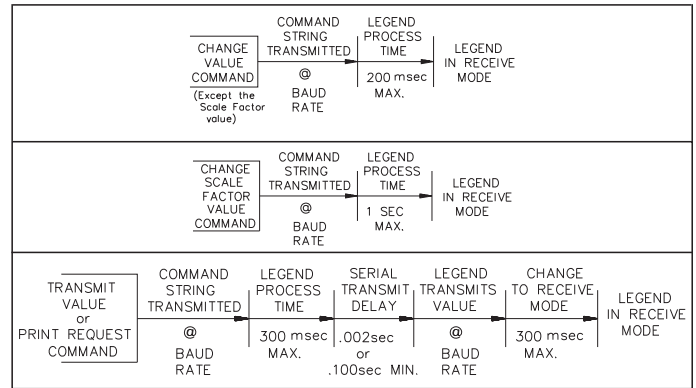 CHANGE
VALUE
COMMAND
(Except the
Scale Factor
value)
COMMAND
STRING
TRANSMITTED
@
BAUD
RATE
LEGEND
PROCESS
TIME
200 msec
MAX.
LEGEND
IN RECEIVE
MODE
CHANGE
SCALE
FACTOR
VALUE
COMMAND
COMMAND
STRING
TRANSMITTED
@
BAUD
RATE
LEGEND
PROCESS
TIME
1 SEC
MAX.
LEGEND
IN RECEIVE
MODE
TRANSMIT
VALUE
or
PRINT REQUEST
COMMAND
COMMAND
STRING
TRANSMITTED
@
BAUD
RATE
LEGEND
PROCESS
TIME
300 msec
MAX.
SERIAL
TRANSMIT
DELAY
.002sec
or
.100sec MIN.
LEGEND
TRANSMITS
VALUE
@
BAUD
RATE
CHANGE
TO RECEIVE
MODE
300 msec
MAX.
LEGEND
IN RECEIVE
MODE